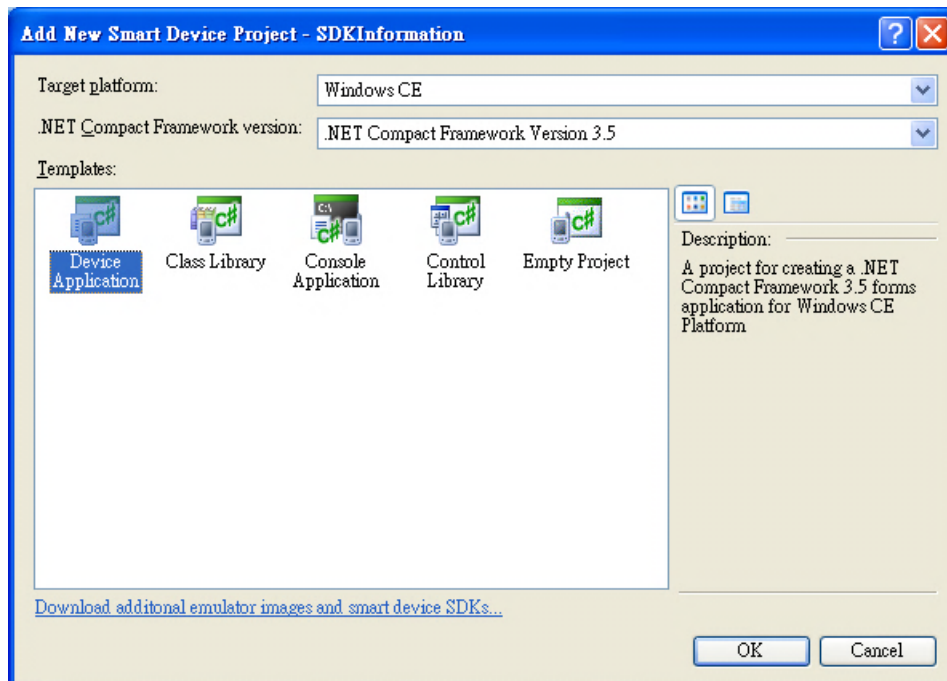 Add New Smart Device Project - SDKInformation
Target platform:
Windows CE
.NET Compact Framework version:
.NET Compact Framework Version 3.5
Templates:
Device
Application
Class Library
Console
Application
Control
Library
Empty Project
Description:
A project for creating a .NET
Compact Framework 3.5 forms
application for Windows CE
Platform
Download additonal emulator images and smart device SDKs...
OK
Cancel